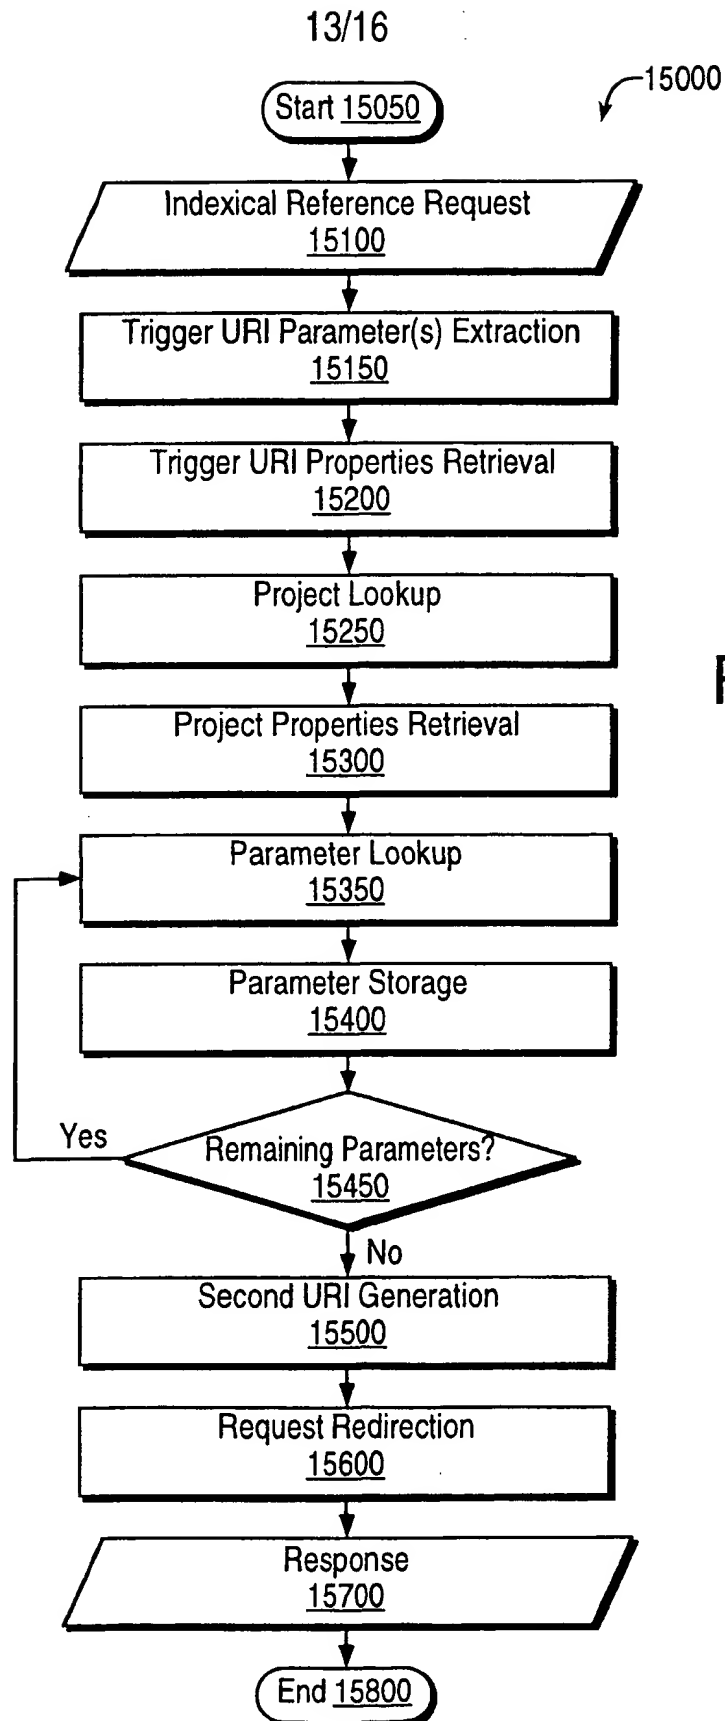 13/16
15000
Start 15050
Indexical Reference Request
15100
Trigger URI Parameter(s) Extraction
15150
Trigger URI Properties Retrieval
15200
Project Lookup
15250
Project Properties Retrieval
15300
Parameter Lookup
15350
Parameter Storage
15400
Yes
Remaining Parameters?
15450
No
Second URI Generation
15500
Request Redirection
15600
Response
15700
End 15800